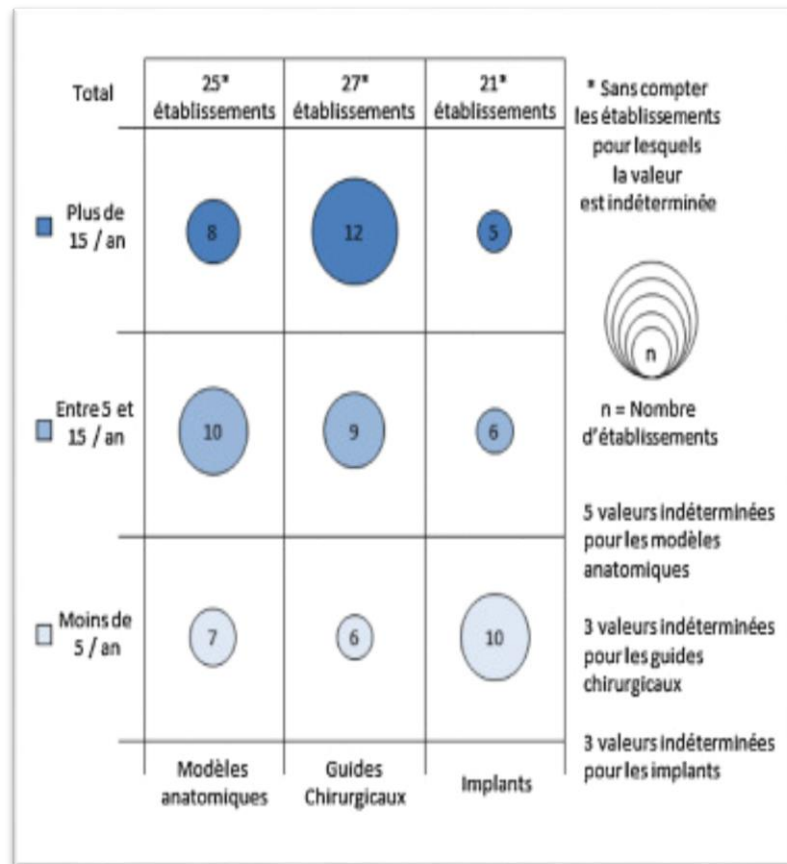 Total
25*
établissements
27*
établissements
21*
établissements
* Sans compter
les établissements
pour lesquels
la valeur
est indéterminée
Plus de
15 / an
8
12
5
n
n = Nombre
d'établissements
Entre 5 et
15 / an
10
9
6
5 valeurs indéterminées
pour les modèles
anatomiques
Moins de
5 / an
7
6
10
3 valeurs indéterminées
pour les guides
chirurgicaux
3 valeurs indéterminées
pour les implants
Modèles
anatomiques
Guides
Chirurgicaux
Implants